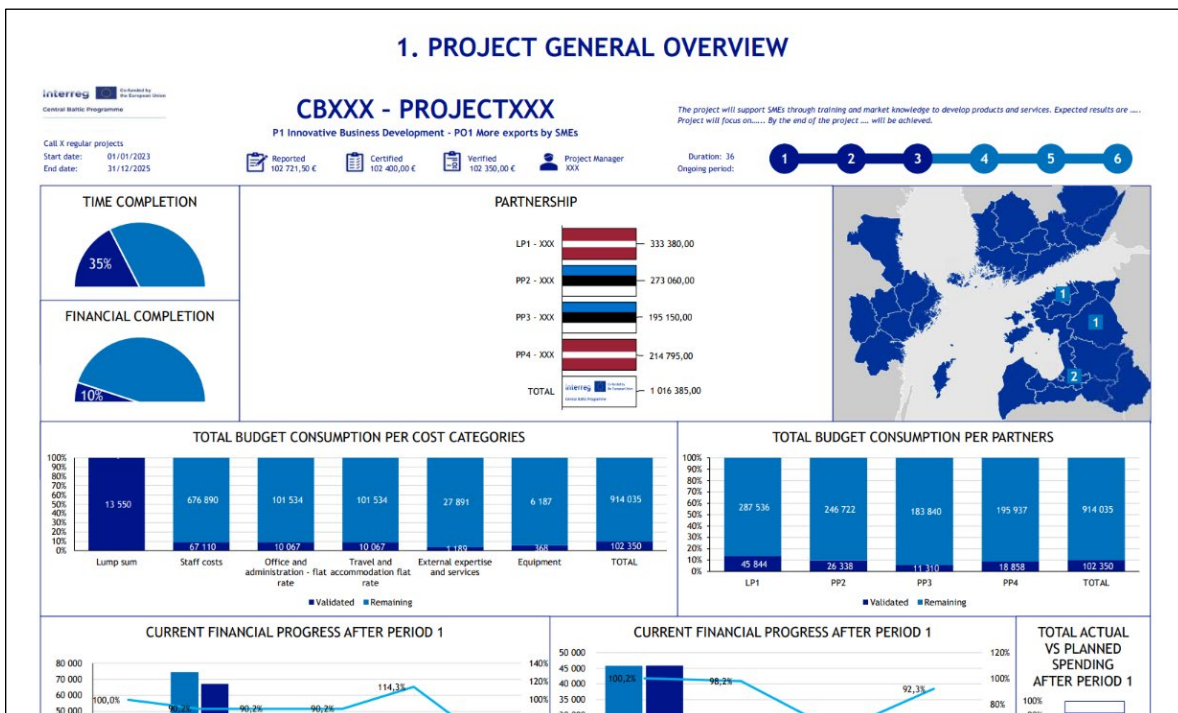 1. PROJECT GENERAL OVERVIEW
Interreg
Co-funded by
the European Union
Central Baltic Programme
CBXXX - PROJECTXXX
P1 Innovative Business Development - PO1 More exports by SMEs
The project will support SMEs through training and market knowledge to develop products and services. Expected results are .....
Project will focus on...... By the end of the project .... will be achieved.
Call X regular projects
Start date: 01/01/2023
End date: 31/12/2025
Reported
102 721,50 €
Certified
102 400,00 €
Verified
102 350,00 €
Project Manager
XXX
Duration: 36
Ongoing period:
1 2 3 4 5 6
TIME COMPLETION
35%
FINANCIAL COMPLETION
10%
PARTNERSHIP
LP1 - XXX 333 380,00
PP2 - XXX 273 060,00
PP3 - XXX 195 150,00
PP4 - XXX 214 795,00
TOTAL Interreg Co-funded by the European Union Central Baltic Programme 1 016 385,00
1
1
2
TOTAL BUDGET CONSUMPTION PER COST CATEGORIES
100%
90%
80%
70%
60%
50%
40%
30%
20%
10%
0%
13 550 676 890 101 534 101 534 27 891 6 187 914 035
67 110 10 067 10 067 1 189 368 102 350
Lump sum
Staff costs
Office and
administration - flat
rate
Travel and
accommodation flat
rate
External expertise
and services
Equipment
TOTAL
Validated Remaining
TOTAL BUDGET CONSUMPTION PER PARTNERS
100%
90%
80%
70%
60%
50%
40%
30%
20%
10%
0%
287 536 246 722 183 840 195 937 914 035
45 844 26 338 11 310 18 858 102 350
LP1 PP2 PP3 PP4 TOTAL
Validated Remaining
CURRENT FINANCIAL PROGRESS AFTER PERIOD 1
80 000
70 000
60 000
50 000
100,0% 90,2% 90,2% 90,2% 114,3%
140%
120%
100%
CURRENT FINANCIAL PROGRESS AFTER PERIOD 1
50 000
45 000
40 000
35 000
100,2% 98,2% 92,3%
120%
100%
80%
TOTAL ACTUAL
VS PLANNED
SPENDING
AFTER PERIOD 1
100%